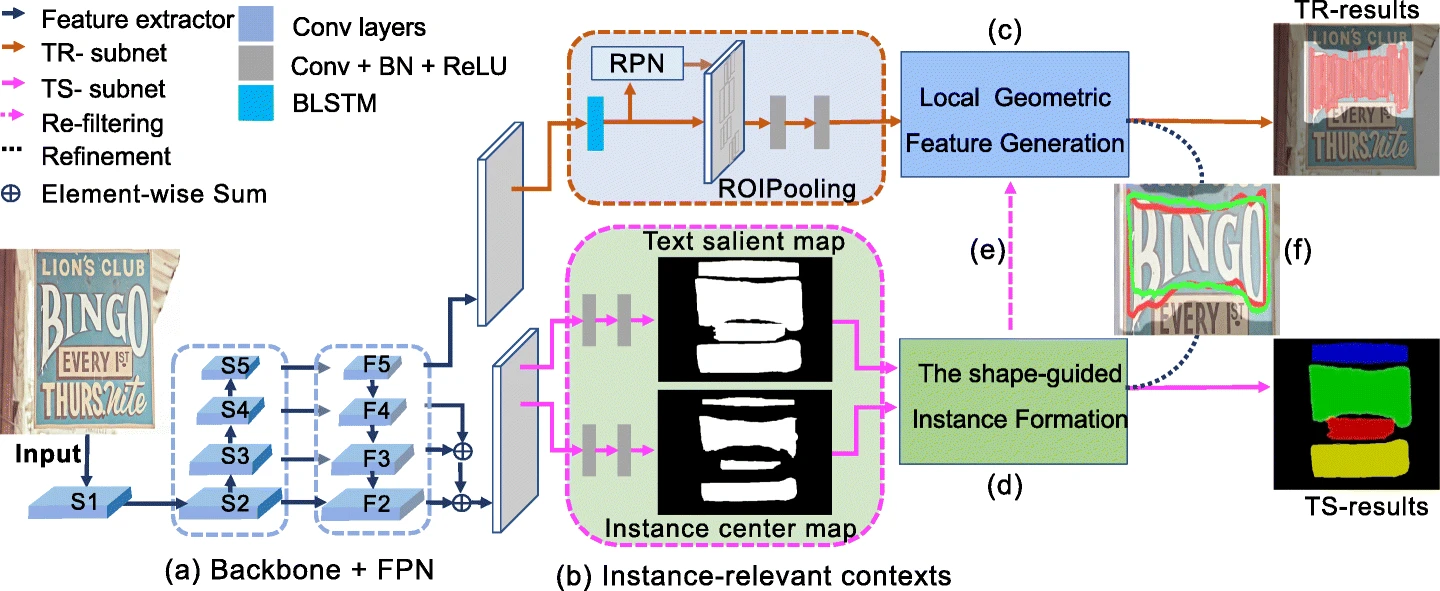 Feature extractor
TR- subnet
TS- subnet
Re-filtering
Refinement
Element-wise Sum
Conv layers
Conv + BN + ReLU
BLSTM
LION'S CLUB
BINGO
EVERY 1ST
THURS. Nite
Input
S1
S5
S4
S3
S2
F5
F4
F3
F2
(a) Backbone + FPN
RPN
ROIPooling
Text salient map
Instance center map
(b) Instance-relevant contexts
(c)
Local Geometric
Feature Generation
(e)
The shape-guided
Instance Formation
(d)
BINGO
EVERY 1ST
(f)
TR-results
LION'S CLUB
BINGO
EVERY 1ST
THURS. Nite
TS-results